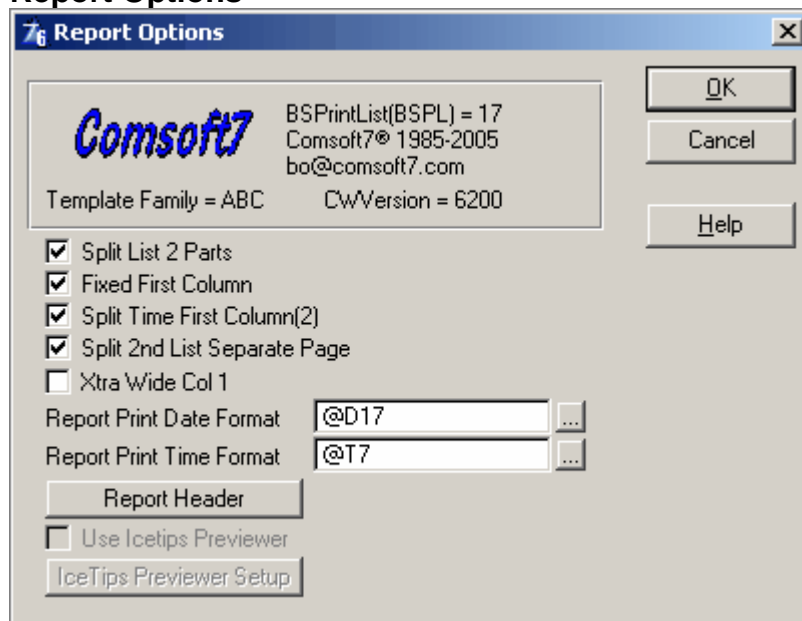 Report Options
76 Report Options
OK
Cancel
Help
Comsoft7
BSPrintList(BSPL) = 17
Comsoft7® 1985-2005
bo@comsoft7.com
Template Family = ABC CWVersion = 6200
Split List 2 Parts
Fixed First Column
Split Time First Column(2)
Split 2nd List Separate Page
Xtra Wide Col 1
Report Print Date Format @D17 ...
Report Print Time Format @T7 ...
Report Header
Use Icetips Previewer
IceTips Previewer Setup